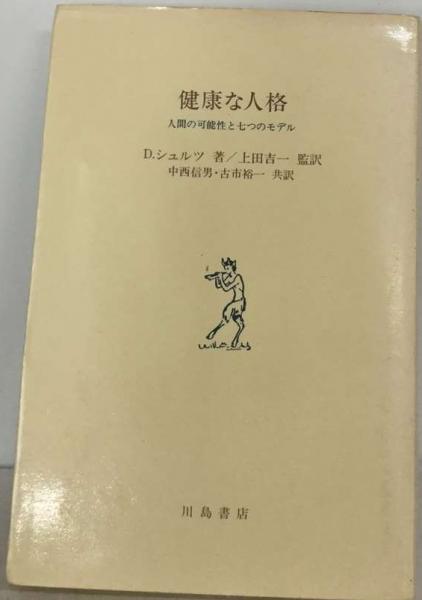 健康な人格
人間の可能性と七つのモデル
D.シュルツ 著／上田吉一 監訳
中西信男・古市裕一 共訳
川島書店